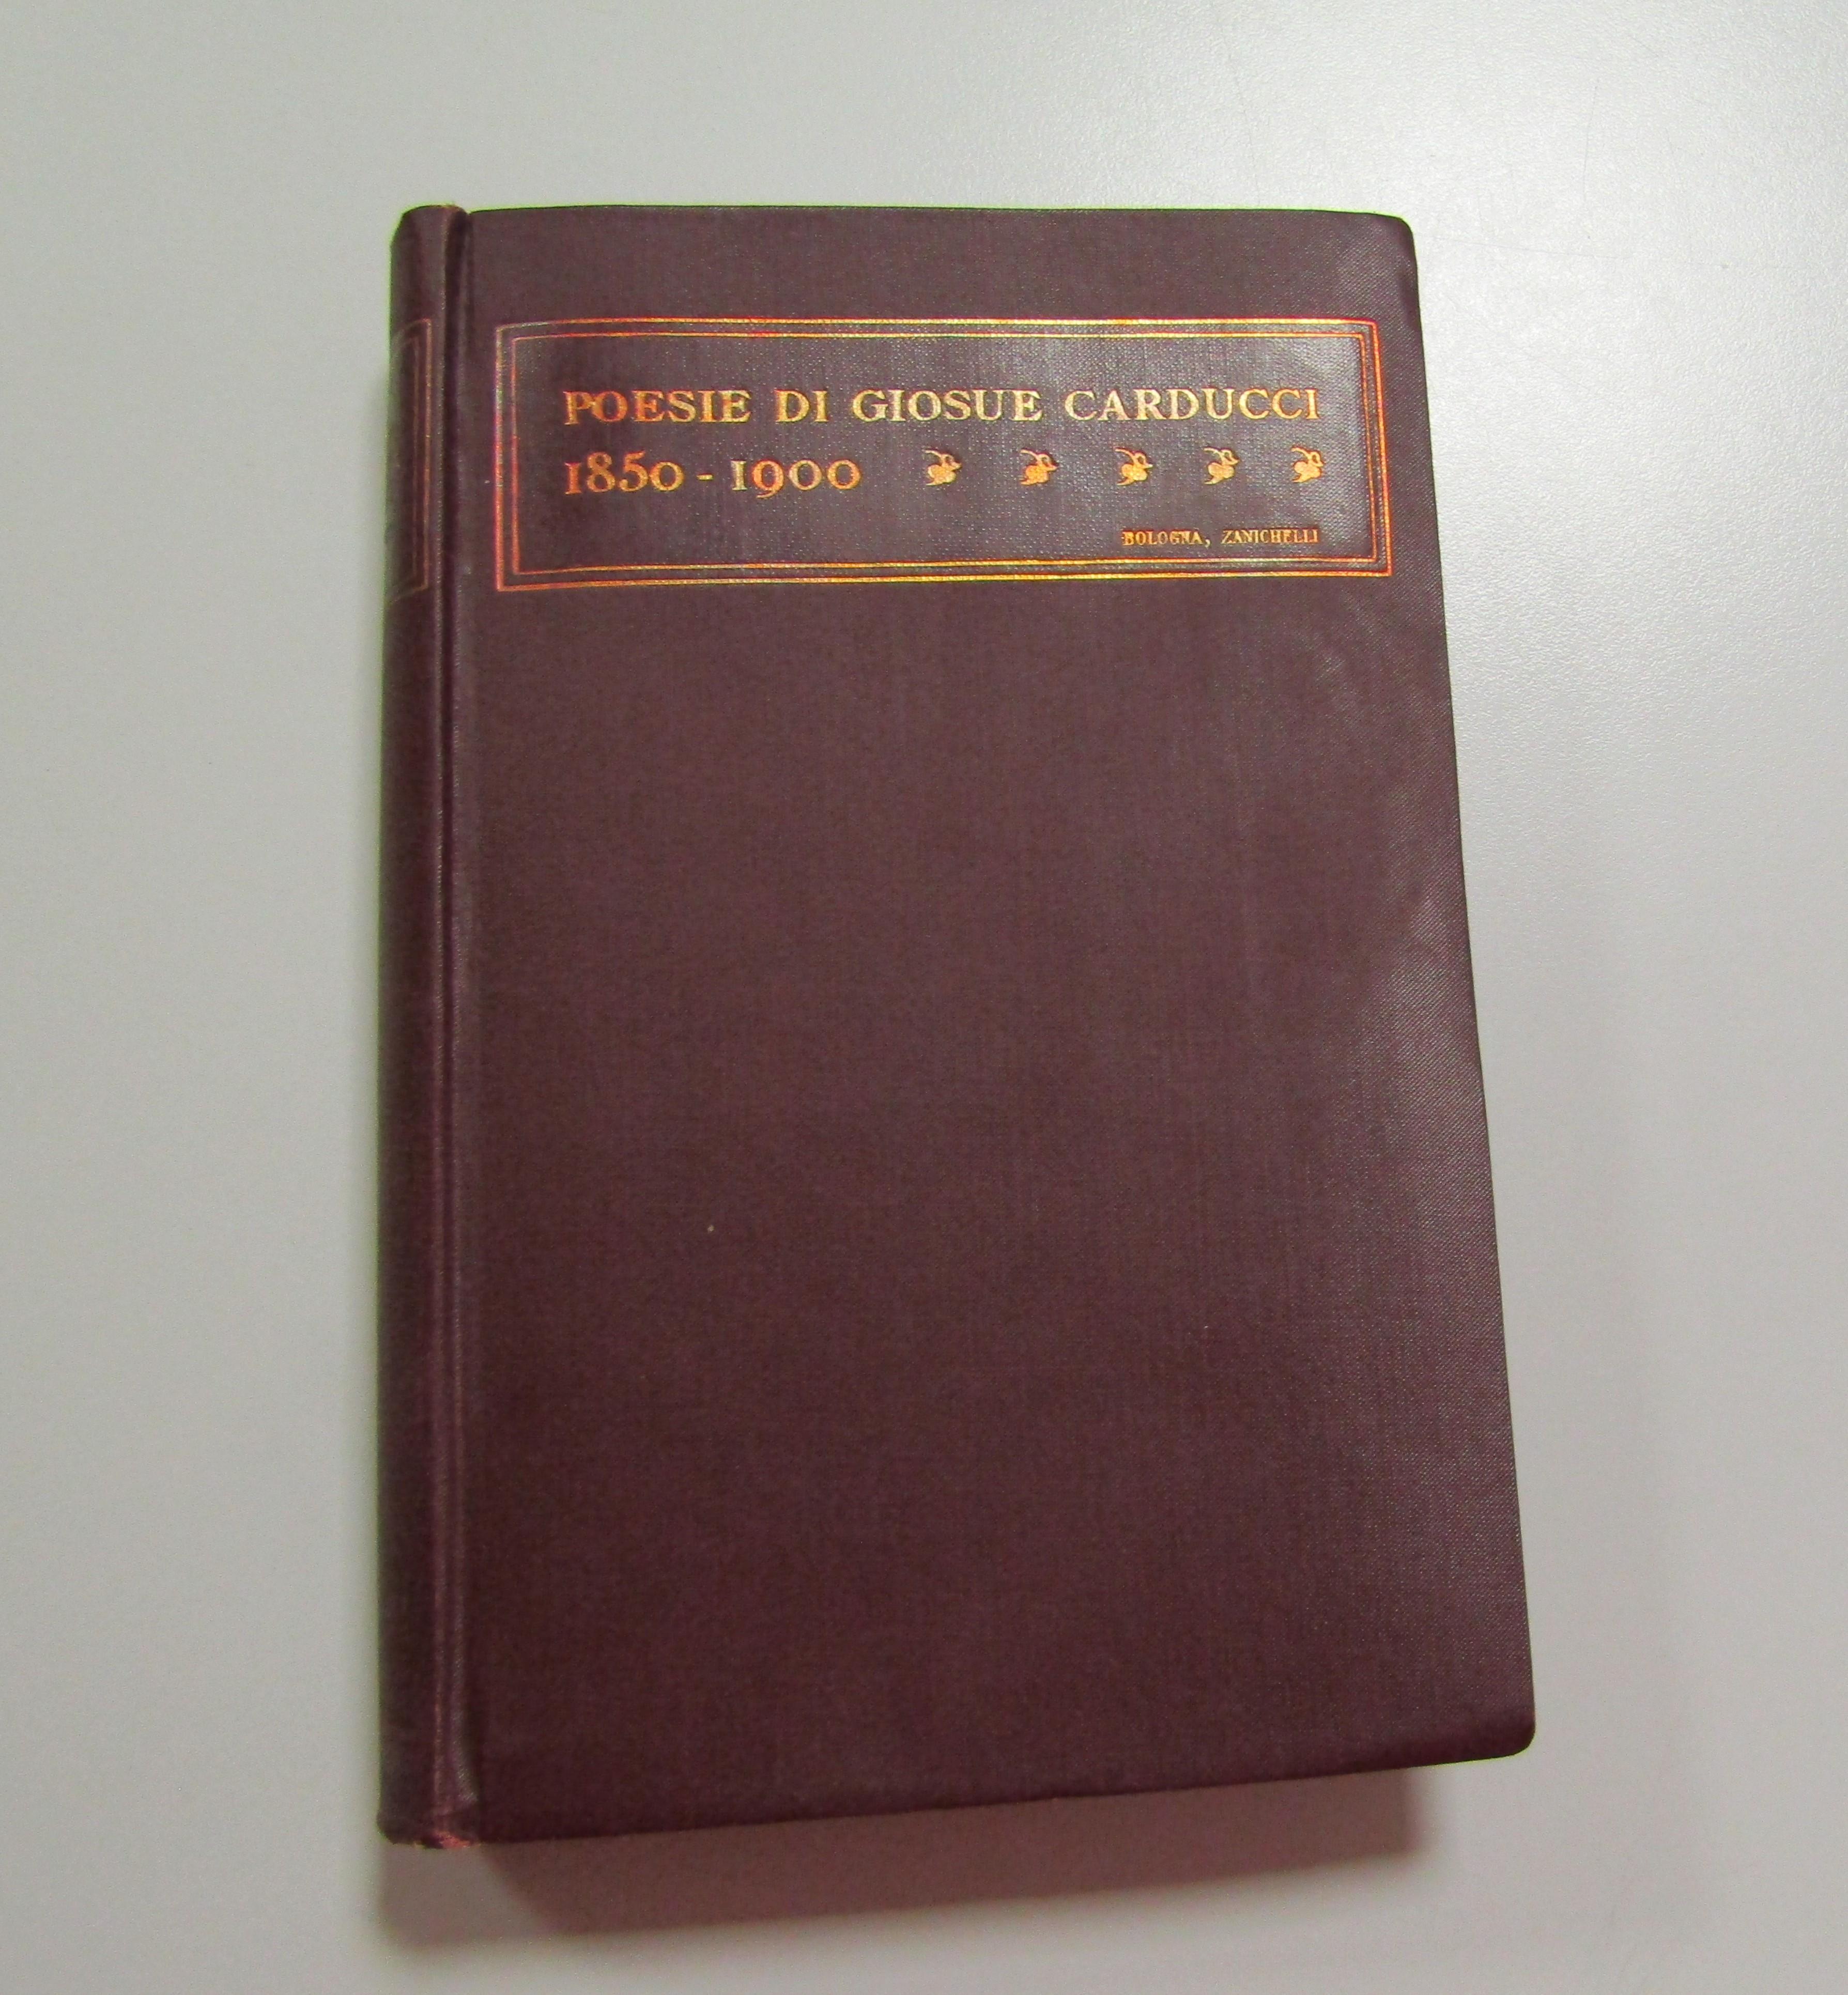 POESIE DI GIOSUE CARDUCCI
1850 - 1900
BOLOGNA, ZANICHELLI